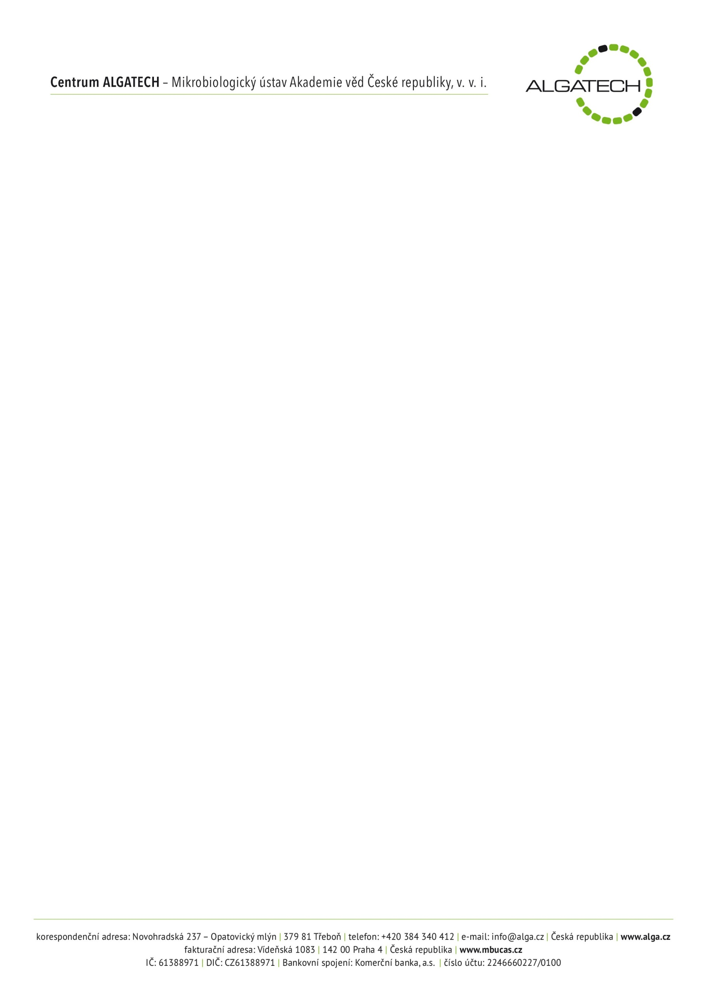 Centrum ALGATECH – Mikrobiologický ústav Akademie věd České republiky, v. v. i.
ALGATECH
korespondenční adresa: Novohradská 237 – Opatovický mlýn | 379 81 Třeboň | telefon: +420 384 340 412 | e-mail: info@alga.cz | Česká republika | www.alga.cz
fakturační adresa: Vídeňská 1083 | 142 00 Praha 4 | Česká republika | www.mbucas.cz
IČ: 61388971 | DIČ: CZ61388971 | Bankovní spojení: Komerční banka, a.s. | číslo účtu: 2246660227/0100